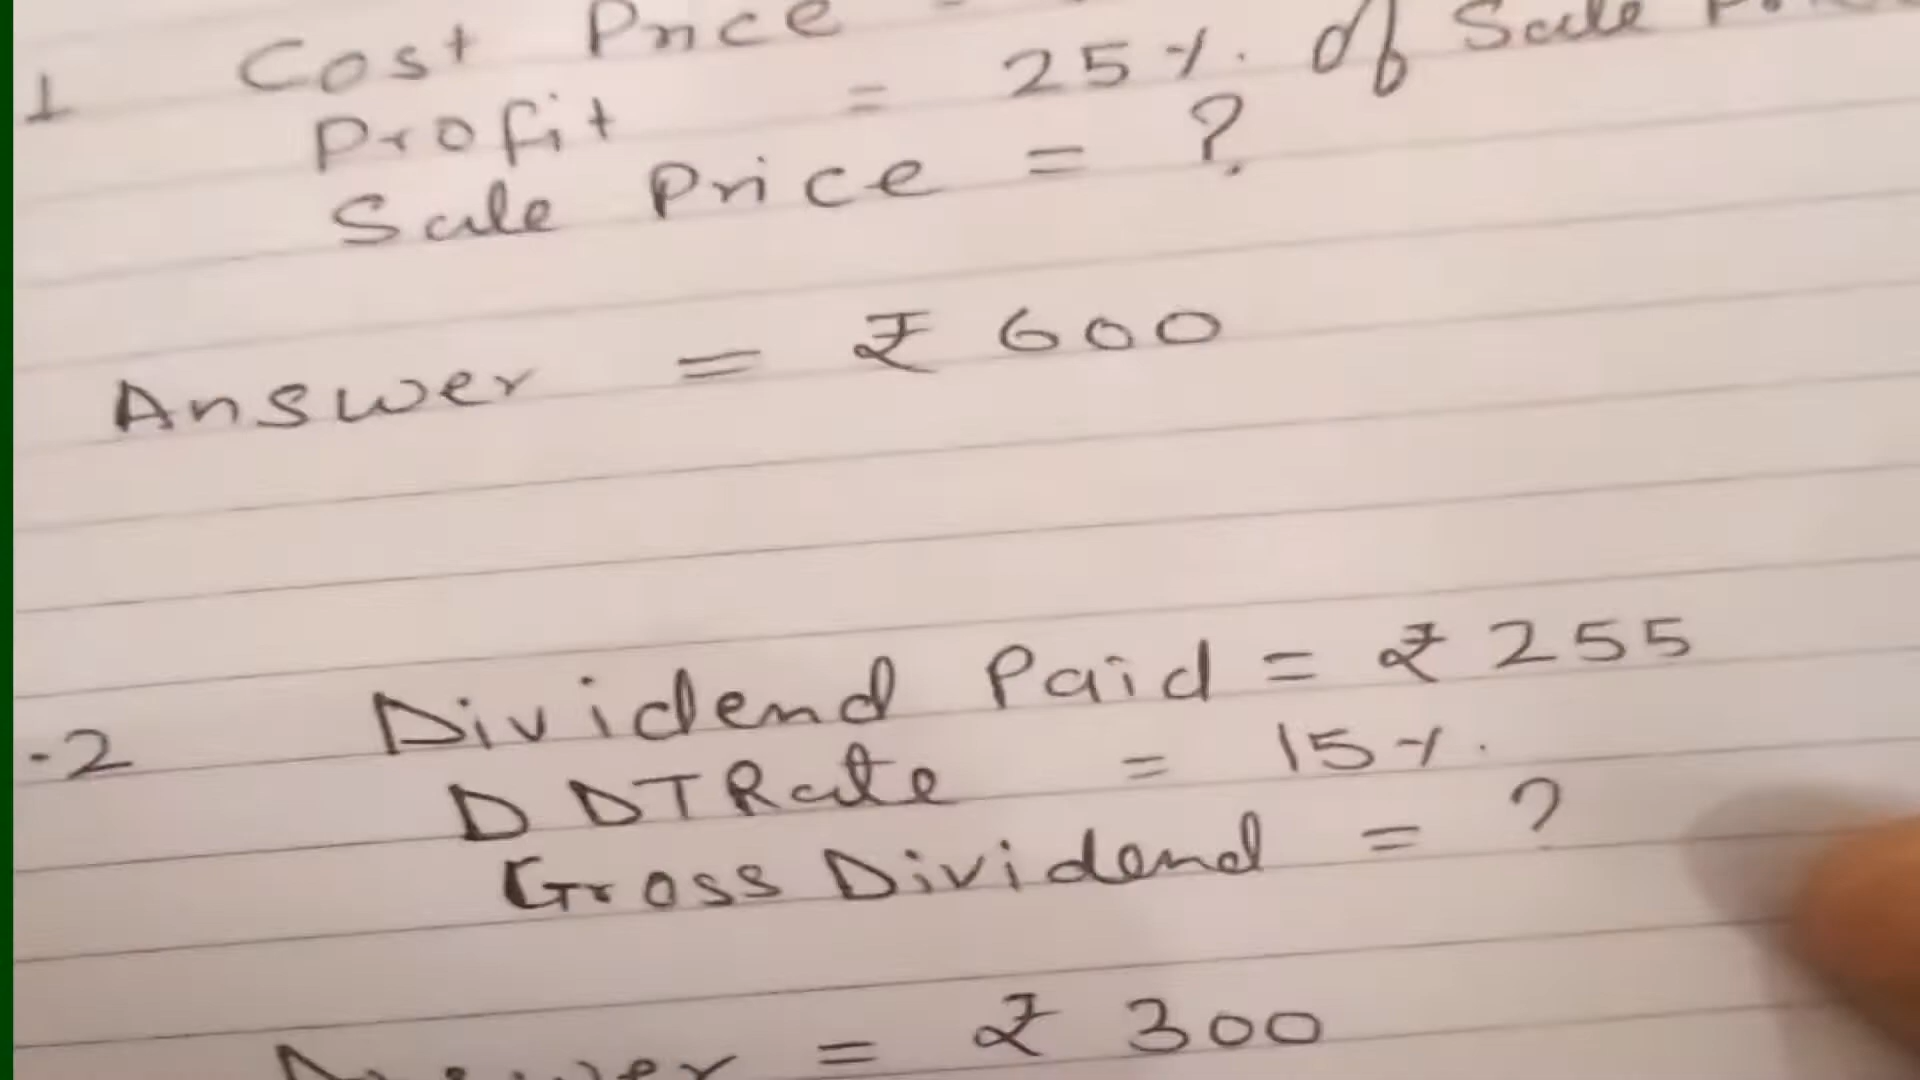 1 Cost Price
Profit = 25%. of Sale
Sale Price = ?
Answer = ₹ 600
-2 Dividend Paid = ₹ 255
DDT Rate = 15%.
Gross Dividend = ?
Answer = ₹ 300